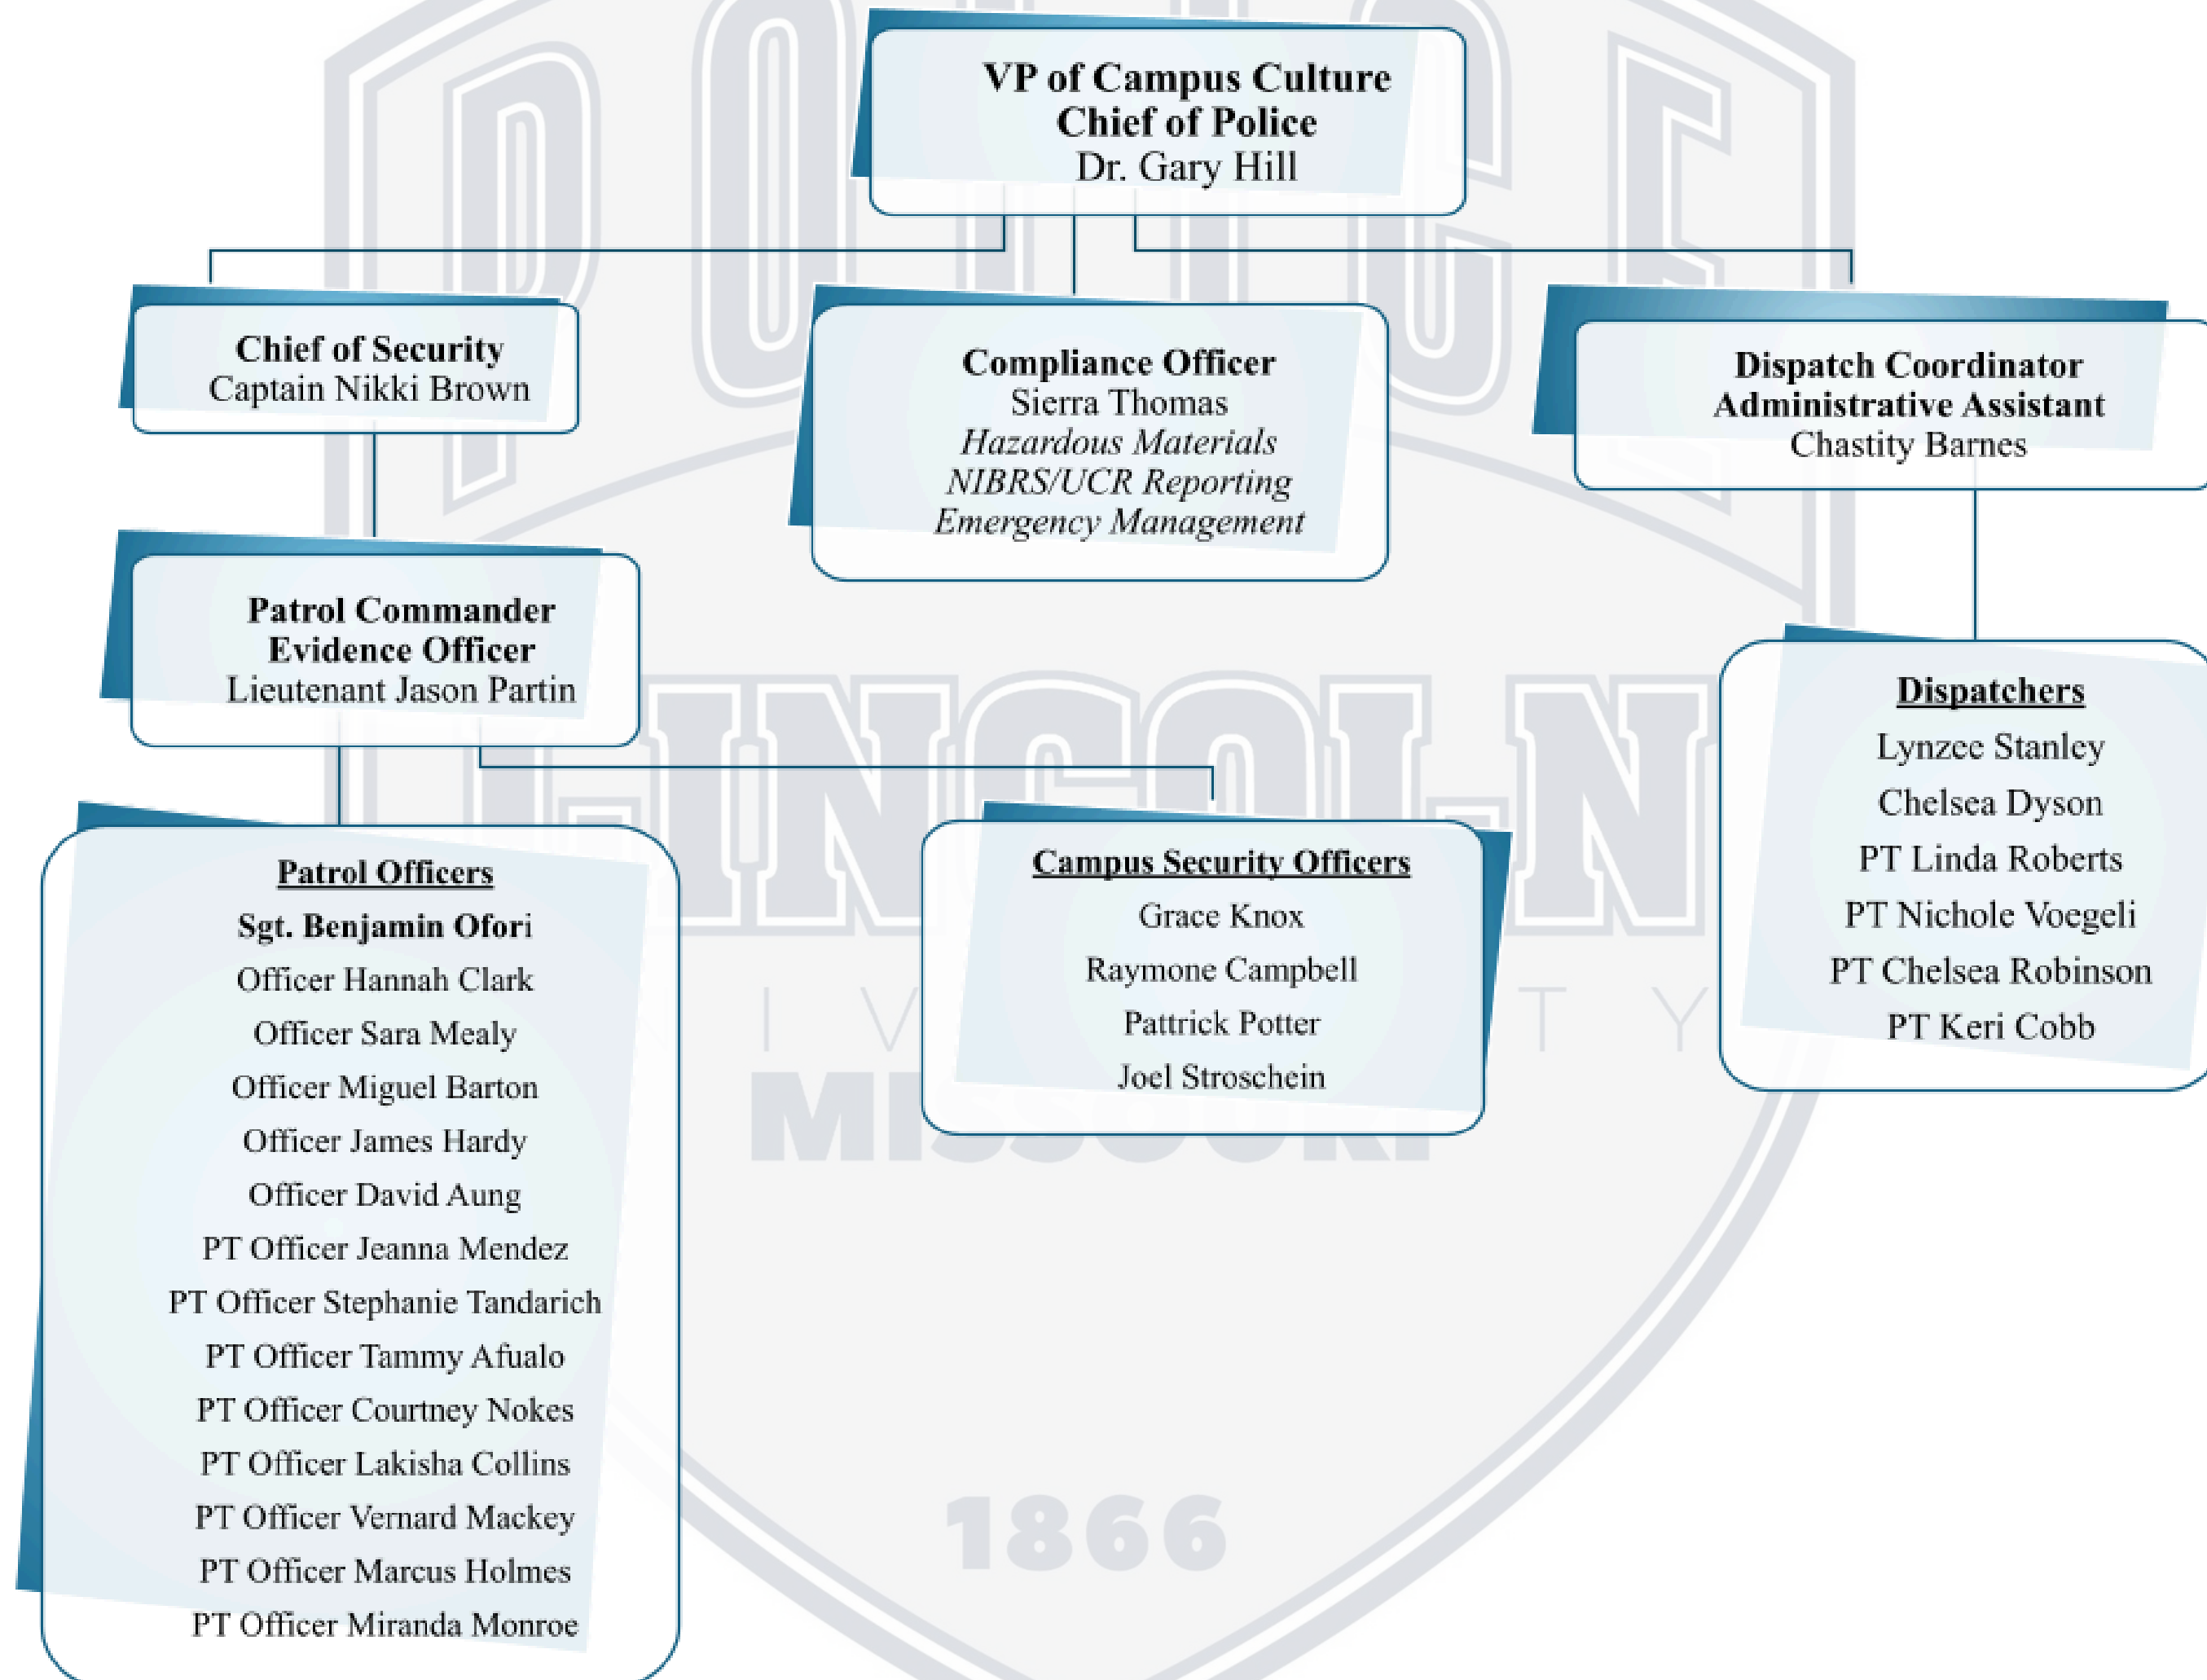 POLICE
VP of Campus Culture
Chief of Police
Dr. Gary Hill
Chief of Security
Captain Nikki Brown
Compliance Officer
Sierra Thomas
Hazardous Materials
NIBRS/UCR Reporting
Emergency Management
Dispatch Coordinator
Administrative Assistant
Chastity Barnes
Patrol Commander
Evidence Officer
Lieutenant Jason Partin
Patrol Officers
Sgt. Benjamin Ofori
Officer Hannah Clark
Officer Sara Mealy
Officer Miguel Barton
Officer James Hardy
Officer David Aung
PT Officer Jeanna Mendez
PT Officer Stephanie Tandarich
PT Officer Tammy Afualo
PT Officer Courtney Nokes
PT Officer Lakisha Collins
PT Officer Vernard Mackey
PT Officer Marcus Holmes
PT Officer Miranda Monroe
Campus Security Officers
Grace Knox
Raymone Campbell
Pattrick Potter
Joel Stroschein
Dispatchers
Lynzee Stanley
Chelsea Dyson
PT Linda Roberts
PT Nichole Voegeli
PT Chelsea Robinson
PT Keri Cobb
LINCOLN
MISSOURI
1866